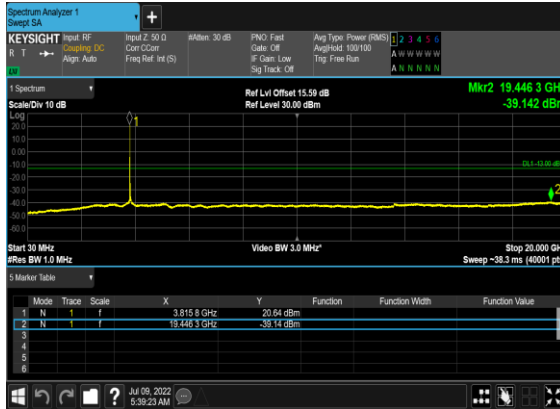 Spectrum Analyzer 1
Swept SA
+
KEYSIGHT
R T
LU
Input: RF
Coupling: DC
Align: Auto
Input Z: 50 Ω
Corr CCorr
Freq Ref: Int (S)
#Atten: 30 dB
PNO: Fast
Gate: Off
IF Gain: Low
Sig Track: Off
Avg Type: Power (RMS)
Avg|Hold: 100/100
Trig: Free Run
1 2 3 4 5 6
A W W W W W
A N N N N N
1 Spectrum
Scale/Div 10 dB
Ref Lvl Offset 15.59 dB
Ref Level 30.00 dBm
Mkr2 19.446 3 GH
-39.142 dBr
Log
20.0
10.0
0.00
-10.0
-20.0
-30.0
-40.0
-50.0
-60.0
1
DL1 -13.00 dB
2
Start 30 MHz
#Res BW 1.0 MHz
Video BW 3.0 MHz*
Stop 20.000 GH
Sweep ~38.3 ms (40001 pt
5 Marker Table
Mode Trace Scale X Y Function Function Width Function Value
1 N 1 f 3.815 8 GHz 20.64 dBm
2 N 1 f 19.446 3 GHz -39.14 dBm
3
4
5
6
?
Jul 09, 2022
5:39:23 AM